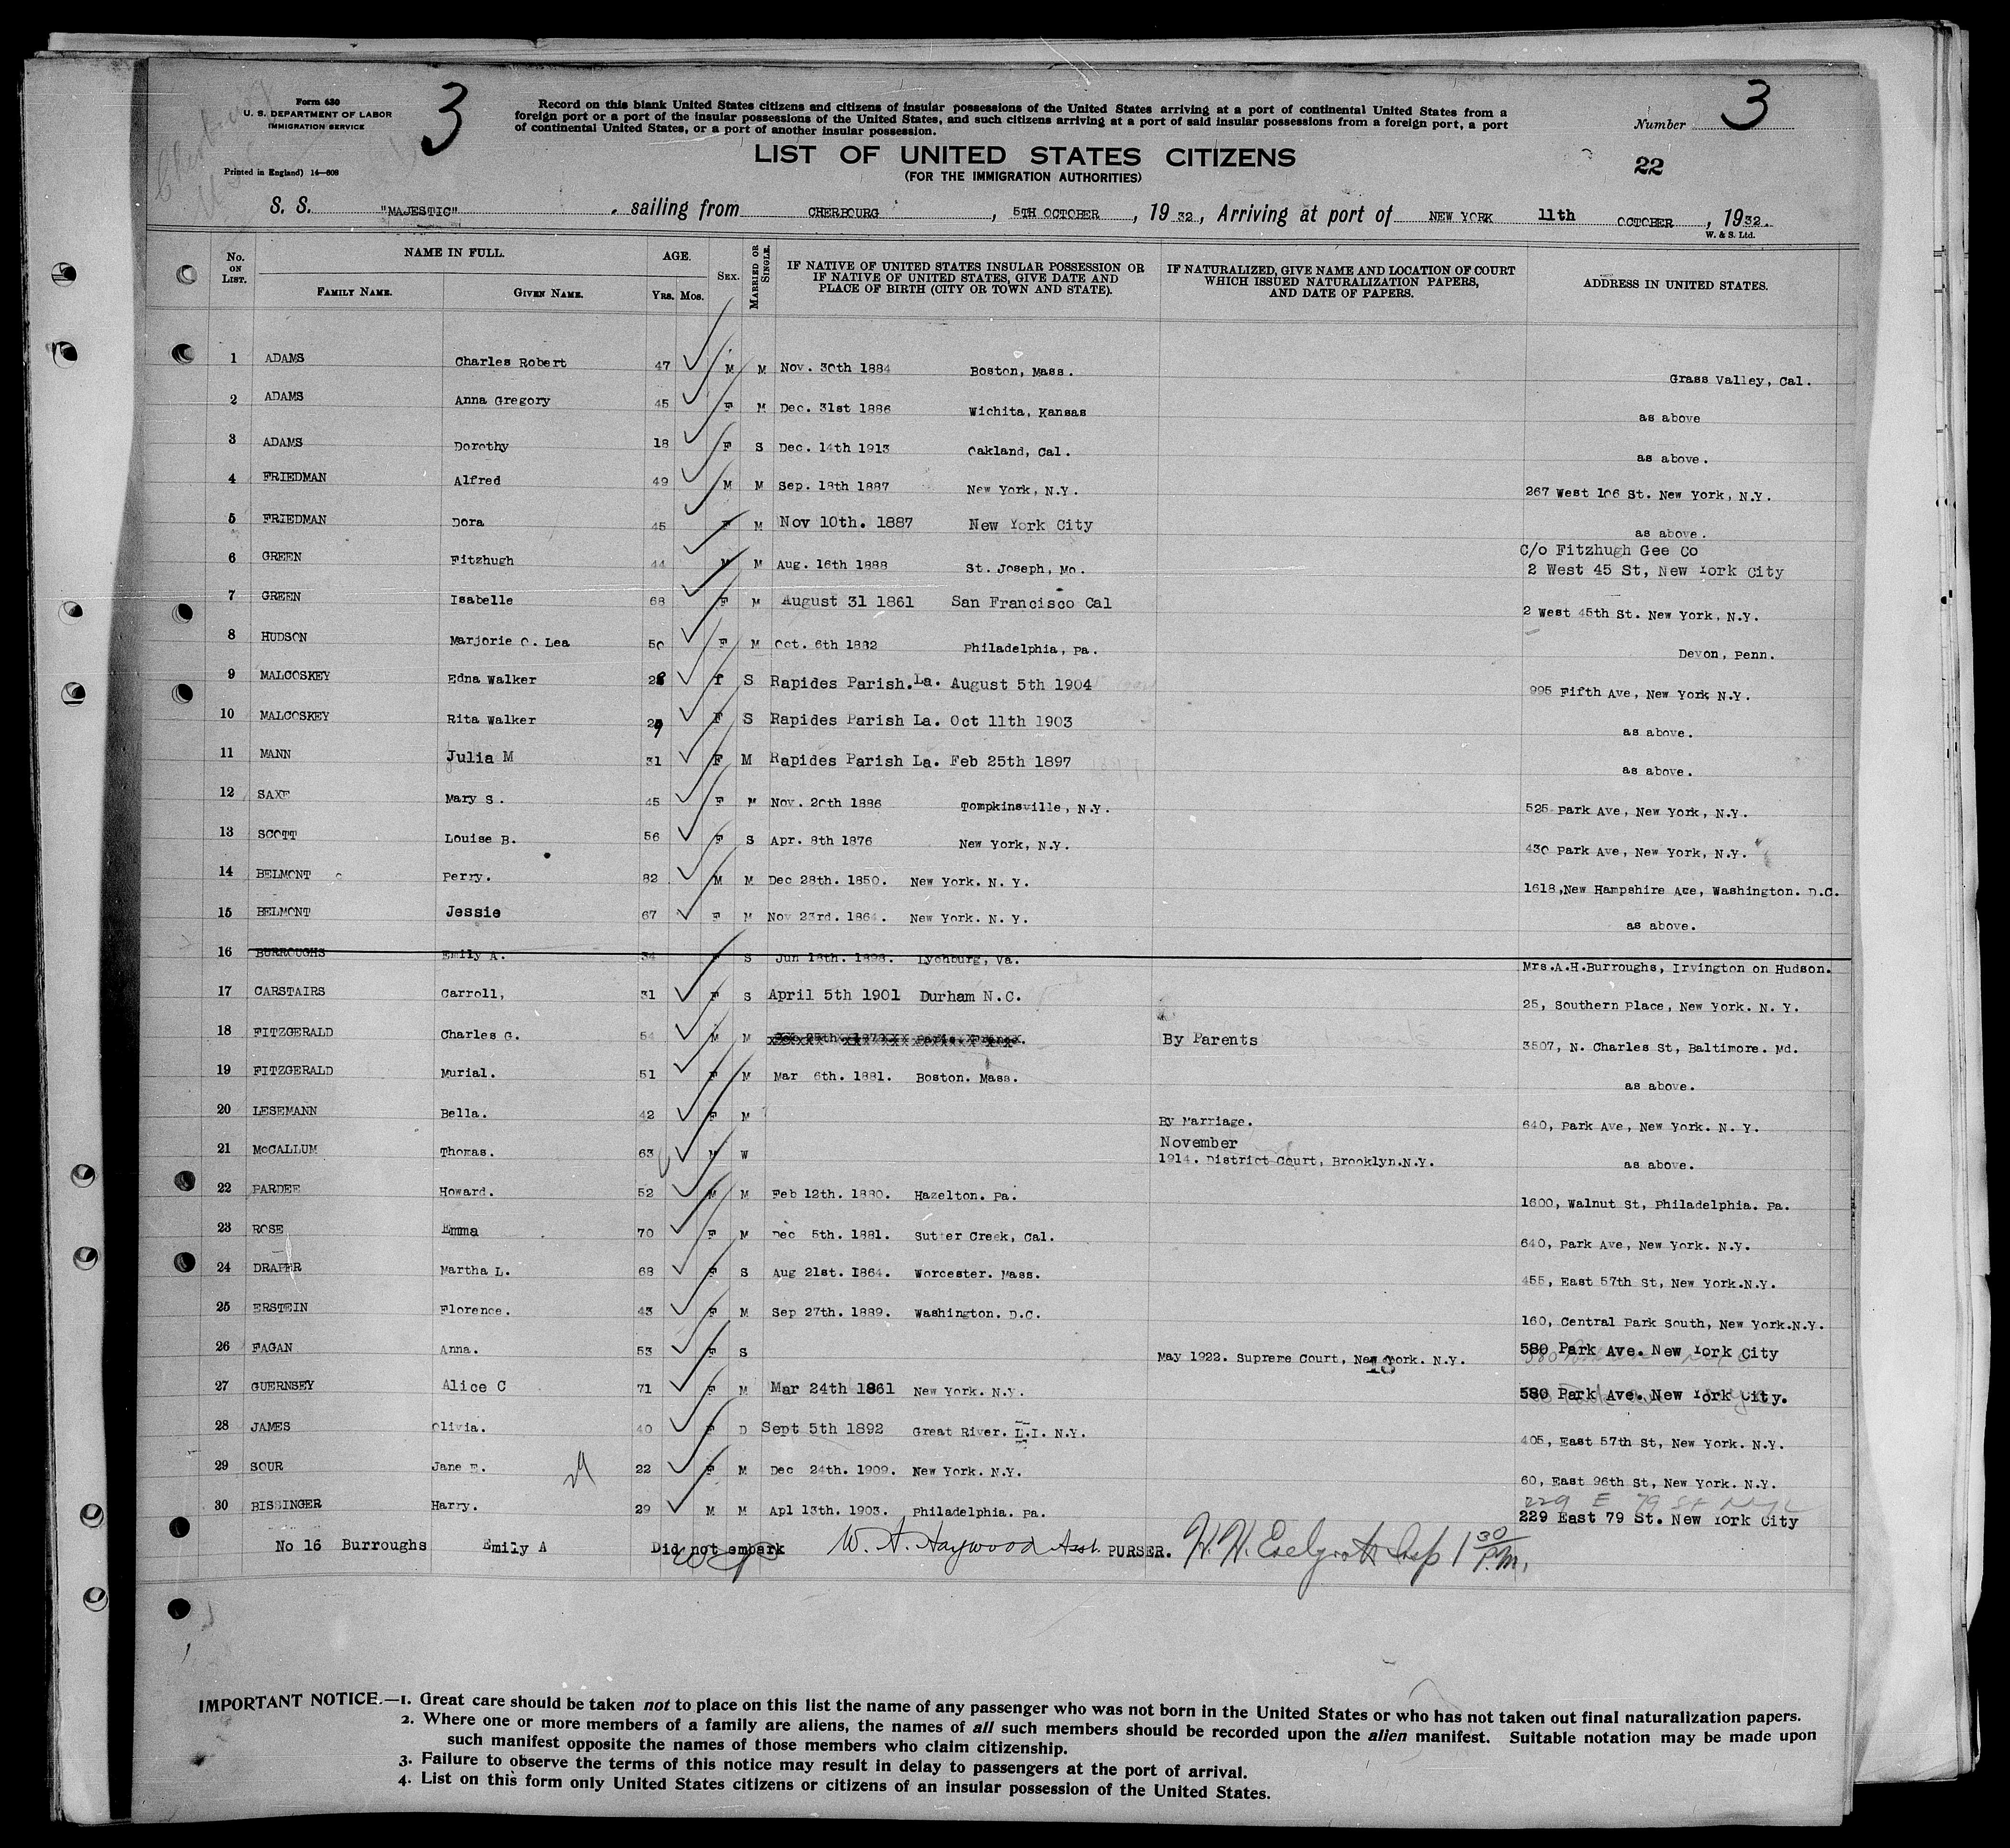 Form 630
U. S. DEPARTMENT OF LABOR
IMMIGRATION SERVICE
Printed in England) 14—608
3
Record on this blank United States citizens and citizens of insular possessions of the United States arriving at a port of continental United States from a
foreign port or a port of the insular possessions of the United States, and such citizens arriving at a port of said insular possessions from a foreign port, a port
of continental United States, or a port of another insular possession.
Number 3
LIST OF UNITED STATES CITIZENS
(FOR THE IMMIGRATION AUTHORITIES)
22
S. S. "MAJESTIC" , sailing from CHERBOURG , 5TH OCTOBER , 19 32 , Arriving at port of NEW YORK 11th OCTOBER , 1932.
W. & S. Ltd.
No. ON LIST. NAME IN FULL. FAMILY NAME. GIVEN NAME. AGE. YRS. MOS. SEX. MARRIED OR SINGLE. IF NATIVE OF UNITED STATES INSULAR POSSESSION OR IF NATIVE OF UNITED STATES, GIVE DATE AND PLACE OF BIRTH (CITY OR TOWN AND STATE). IF NATURALIZED, GIVE NAME AND LOCATION OF COURT WHICH ISSUED NATURALIZATION PAPERS, AND DATE OF PAPERS. ADDRESS IN UNITED STATES.
1 ADAMS Charles Robert 47 M M Nov. 30th 1884 Boston, Mass. Grass Valley, Cal.
2 ADAMS Anna Gregory 45 F M Dec. 31st 1886 Wichita, Kansas as above
3 ADAMS Dorothy 18 F S Dec. 14th 1913 Oakland, Cal. as above.
4 FRIEDMAN Alfred 49 M M Sep. 18th 1887 New York, N.Y. 267 West 106 St. New York, N.Y.
5 FRIEDMAN Dora 45 F M Nov 10th. 1887 New York City as above.
6 GREEN Fitzhugh 44 M M Aug. 16th 1888 St. Joseph, Mo. C/o Fitzhugh Gee Co
2 West 45 St, New York City
7 GREEN Isabelle 68 F M August 31 1861 San Francisco Cal 2 West 45th St. New York, N.Y.
8 HUDSON Marjorie C. Lea 50 F M Oct. 6th 1882 Philadelphia, Pa. Devon, Penn.
9 MALCOSKEY Edna Walker 28 f S Rapides Parish. La. August 5th 1904 995 Fifth Ave, New York N.Y.
10 MALCOSKEY Rita Walker 29 F S Rapides Parish La. Oct 11th 1903 as above.
11 MANN Julia M 31 F M Rapides Parish La. Feb 25th 1897 as above.
12 SAXE Mary S. 45 F M Nov. 20th 1886 Tompkinsville, N.Y. 525 Park Ave, New York, N.Y.
13 SCOTT Louise B. 56 F S Apr. 8th 1876 New York, N.Y. 430 Park Ave, New York, N.Y.
14 BELMONT Perry. 82 M M Dec 28th. 1850. New York. N. Y. 1618,New Hampshire Ave, Washington. D.C.
15 BELMONT Jessie 67 F M Nov 23rd. 1864. New York. N. Y. as above.
16 BURROUGHS Emily A. 34 F S Jun 18th. 1898. Lychburg, Va. Mrs.A.H.Burroughs, Irvington on Hudson.
17 CARSTAIRS Carroll, 31 F S April 5th 1901 Durham N.C. 25, Southern Place, New York. N. Y.
18 FITZGERALD Charles G. 54 M M By Parents 3507, N. Charles St, Baltimore. Md.
19 FITZGERALD Murial. 51 F M Mar 6th. 1881. Boston. Mass. as above.
20 LESEMANN Bella. 42 F M By Marriage. 640, Park Ave, New York. N. Y.
21 McCALLUM Thomas. 63 M W November
1914. District Court, Brooklyn.N.Y. as above.
22 PARDEE Howard. 52 M M Feb 12th. 1880. Hazelton. Pa. 1600, Walnut St, Philadelphia. Pa.
23 ROSE Emma 70 F M Dec 5th. 1881. Sutter Creek, Cal. 640, Park Ave, New York. N.Y.
24 DRAPER Martha L. 68 F S Aug 21st. 1864. Worcester. Mass. 455, East 57th St, New York.N.Y.
25 ERSTEIN Florence. 43 F M Sep 27th. 1889. Washington. D.C. 160, Central Park South, New York.N.Y.
26 FAGAN Anna. 53 F S May 1922. Supreme Court, New York. N.Y. 580 Park Ave. New York City
27 GUERNSEY Alice C 71 F M Mar 24th 1861 New York. N.Y. 580 Park Ave. New York City.
28 JAMES Olivia. 40 F D Sept 5th 1892 Great River. L.I. N.Y. 405, East 57th St, New York. N.Y.
29 SOUR Jane E. 22 F M Dec 24th. 1909. New York. N.Y. 60, East 96th St, New York. N.Y.
30 BISSINGER Harry. 29 M M Apl 13th. 1903. Philadelphia. Pa. 229 E 79 St NYC
229 East 79 St. New York City
No 16 Burroughs Emily A Did not embark W. A. Haywood Asst. PURSER. Insp 1 30 P.M.
IMPORTANT NOTICE.—1. Great care should be taken not to place on this list the name of any passenger who was not born in the United States or who has not taken out final naturalization papers.
2. Where one or more members of a family are aliens, the names of all such members should be recorded upon the alien manifest. Suitable notation may be made upon
such manifest opposite the names of those members who claim citizenship.
3. Failure to observe the terms of this notice may result in delay to passengers at the port of arrival.
4. List on this form only United States citizens or citizens of an insular possession of the United States.